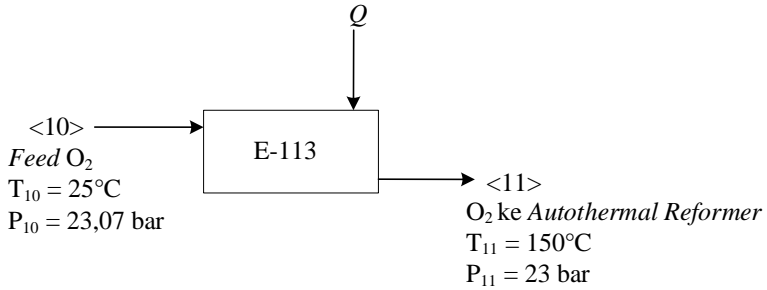 Q
<10>
Feed O₂
T₁₀ = 25°C
P₁₀ = 23,07 bar
E-113
<11>
O₂ ke Autothermal Reformer
T₁₁ = 150°C
P₁₁ = 23 bar